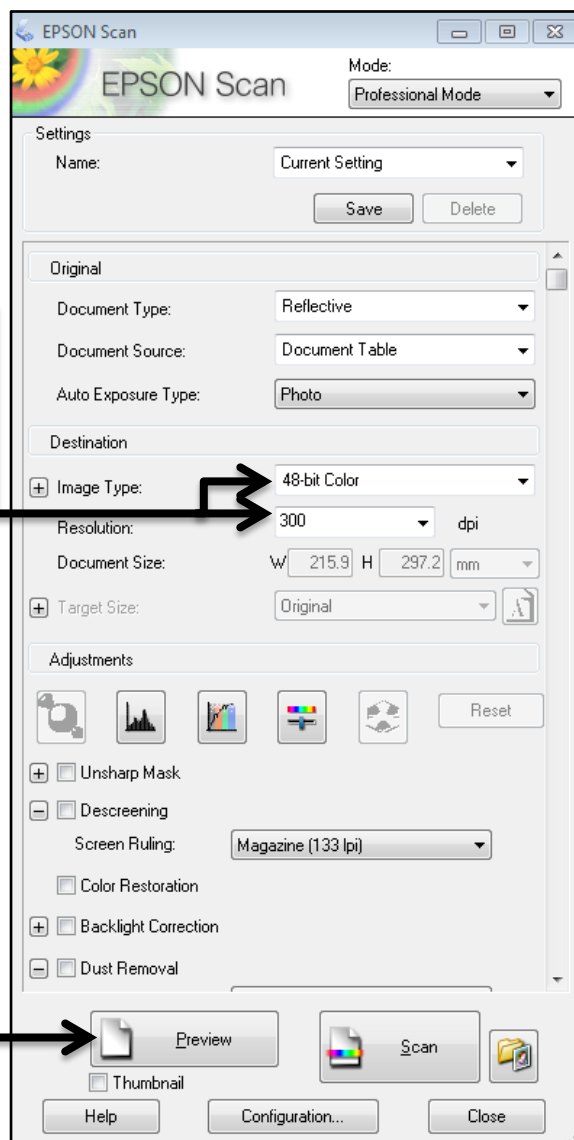 EPSON Scan
EPSON Scan
Mode:
Professional Mode
Settings
Name: Current Setting
Save Delete
Original
Document Type: Reflective
Document Source: Document Table
Auto Exposure Type: Photo
Destination
Image Type: 48-bit Color
Resolution: 300 dpi
Document Size: W 215.9 H 297.2 mm
Target Size: Original
Adjustments
Reset
Unsharp Mask
Descreening
Screen Ruling: Magazine (133 lpi)
Color Restoration
Backlight Correction
Dust Removal
Preview Scan
Thumbnail
Help Configuration... Close